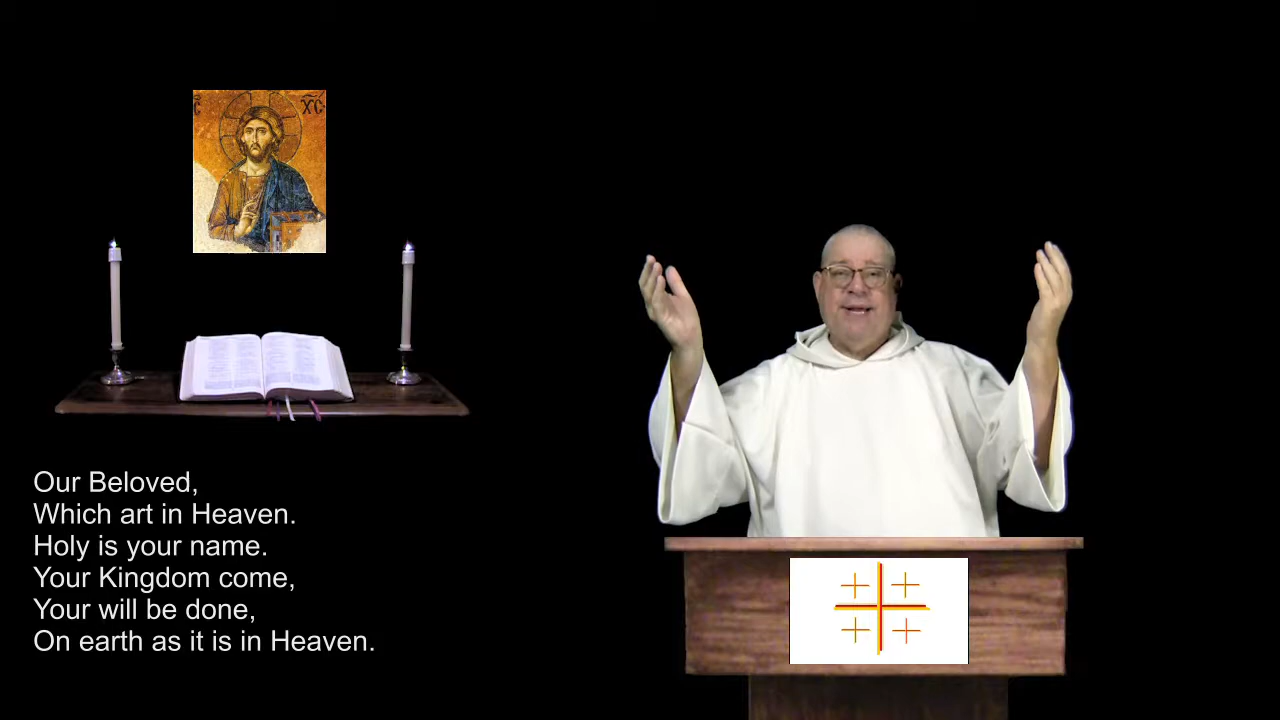 XC
Our Beloved,
Which art in Heaven.
Holy is your name.
Your Kingdom come,
Your will be done,
On earth as it is in Heaven.